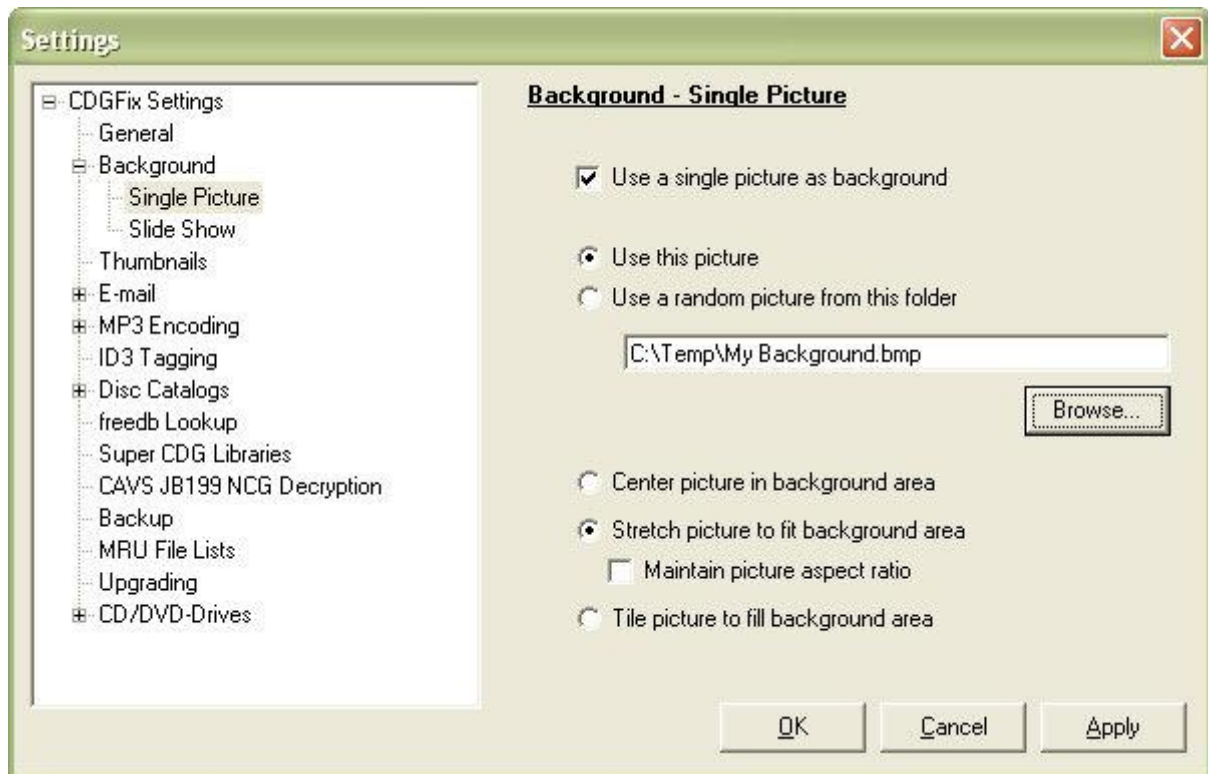 Settings
CDGFix Settings
General
Background
Single Picture
Slide Show
Thumbnails
E-mail
MP3 Encoding
ID3 Tagging
Disc Catalogs
freedb Lookup
Super CDG Libraries
CAVS JB199 NCG Decryption
Backup
MRU File Lists
Upgrading
CD/DVD-Drives
Background - Single Picture
Use a single picture as background
Use this picture
Use a random picture from this folder
C:\Temp\My Background.bmp
Browse...
Center picture in background area
Stretch picture to fit background area
Maintain picture aspect ratio
Tile picture to fill background area
OK Cancel Apply